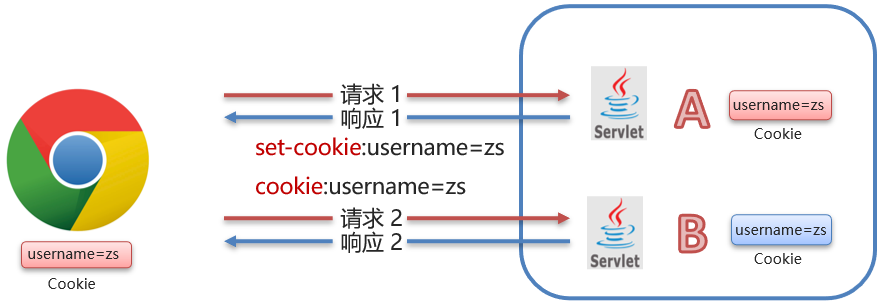 请求 1
响应 1
set-cookie:username=zs
cookie:username=zs
请求 2
响应 2
username=zs
Cookie
Servlet
A
username=zs
Cookie
Servlet
B
username=zs
Cookie